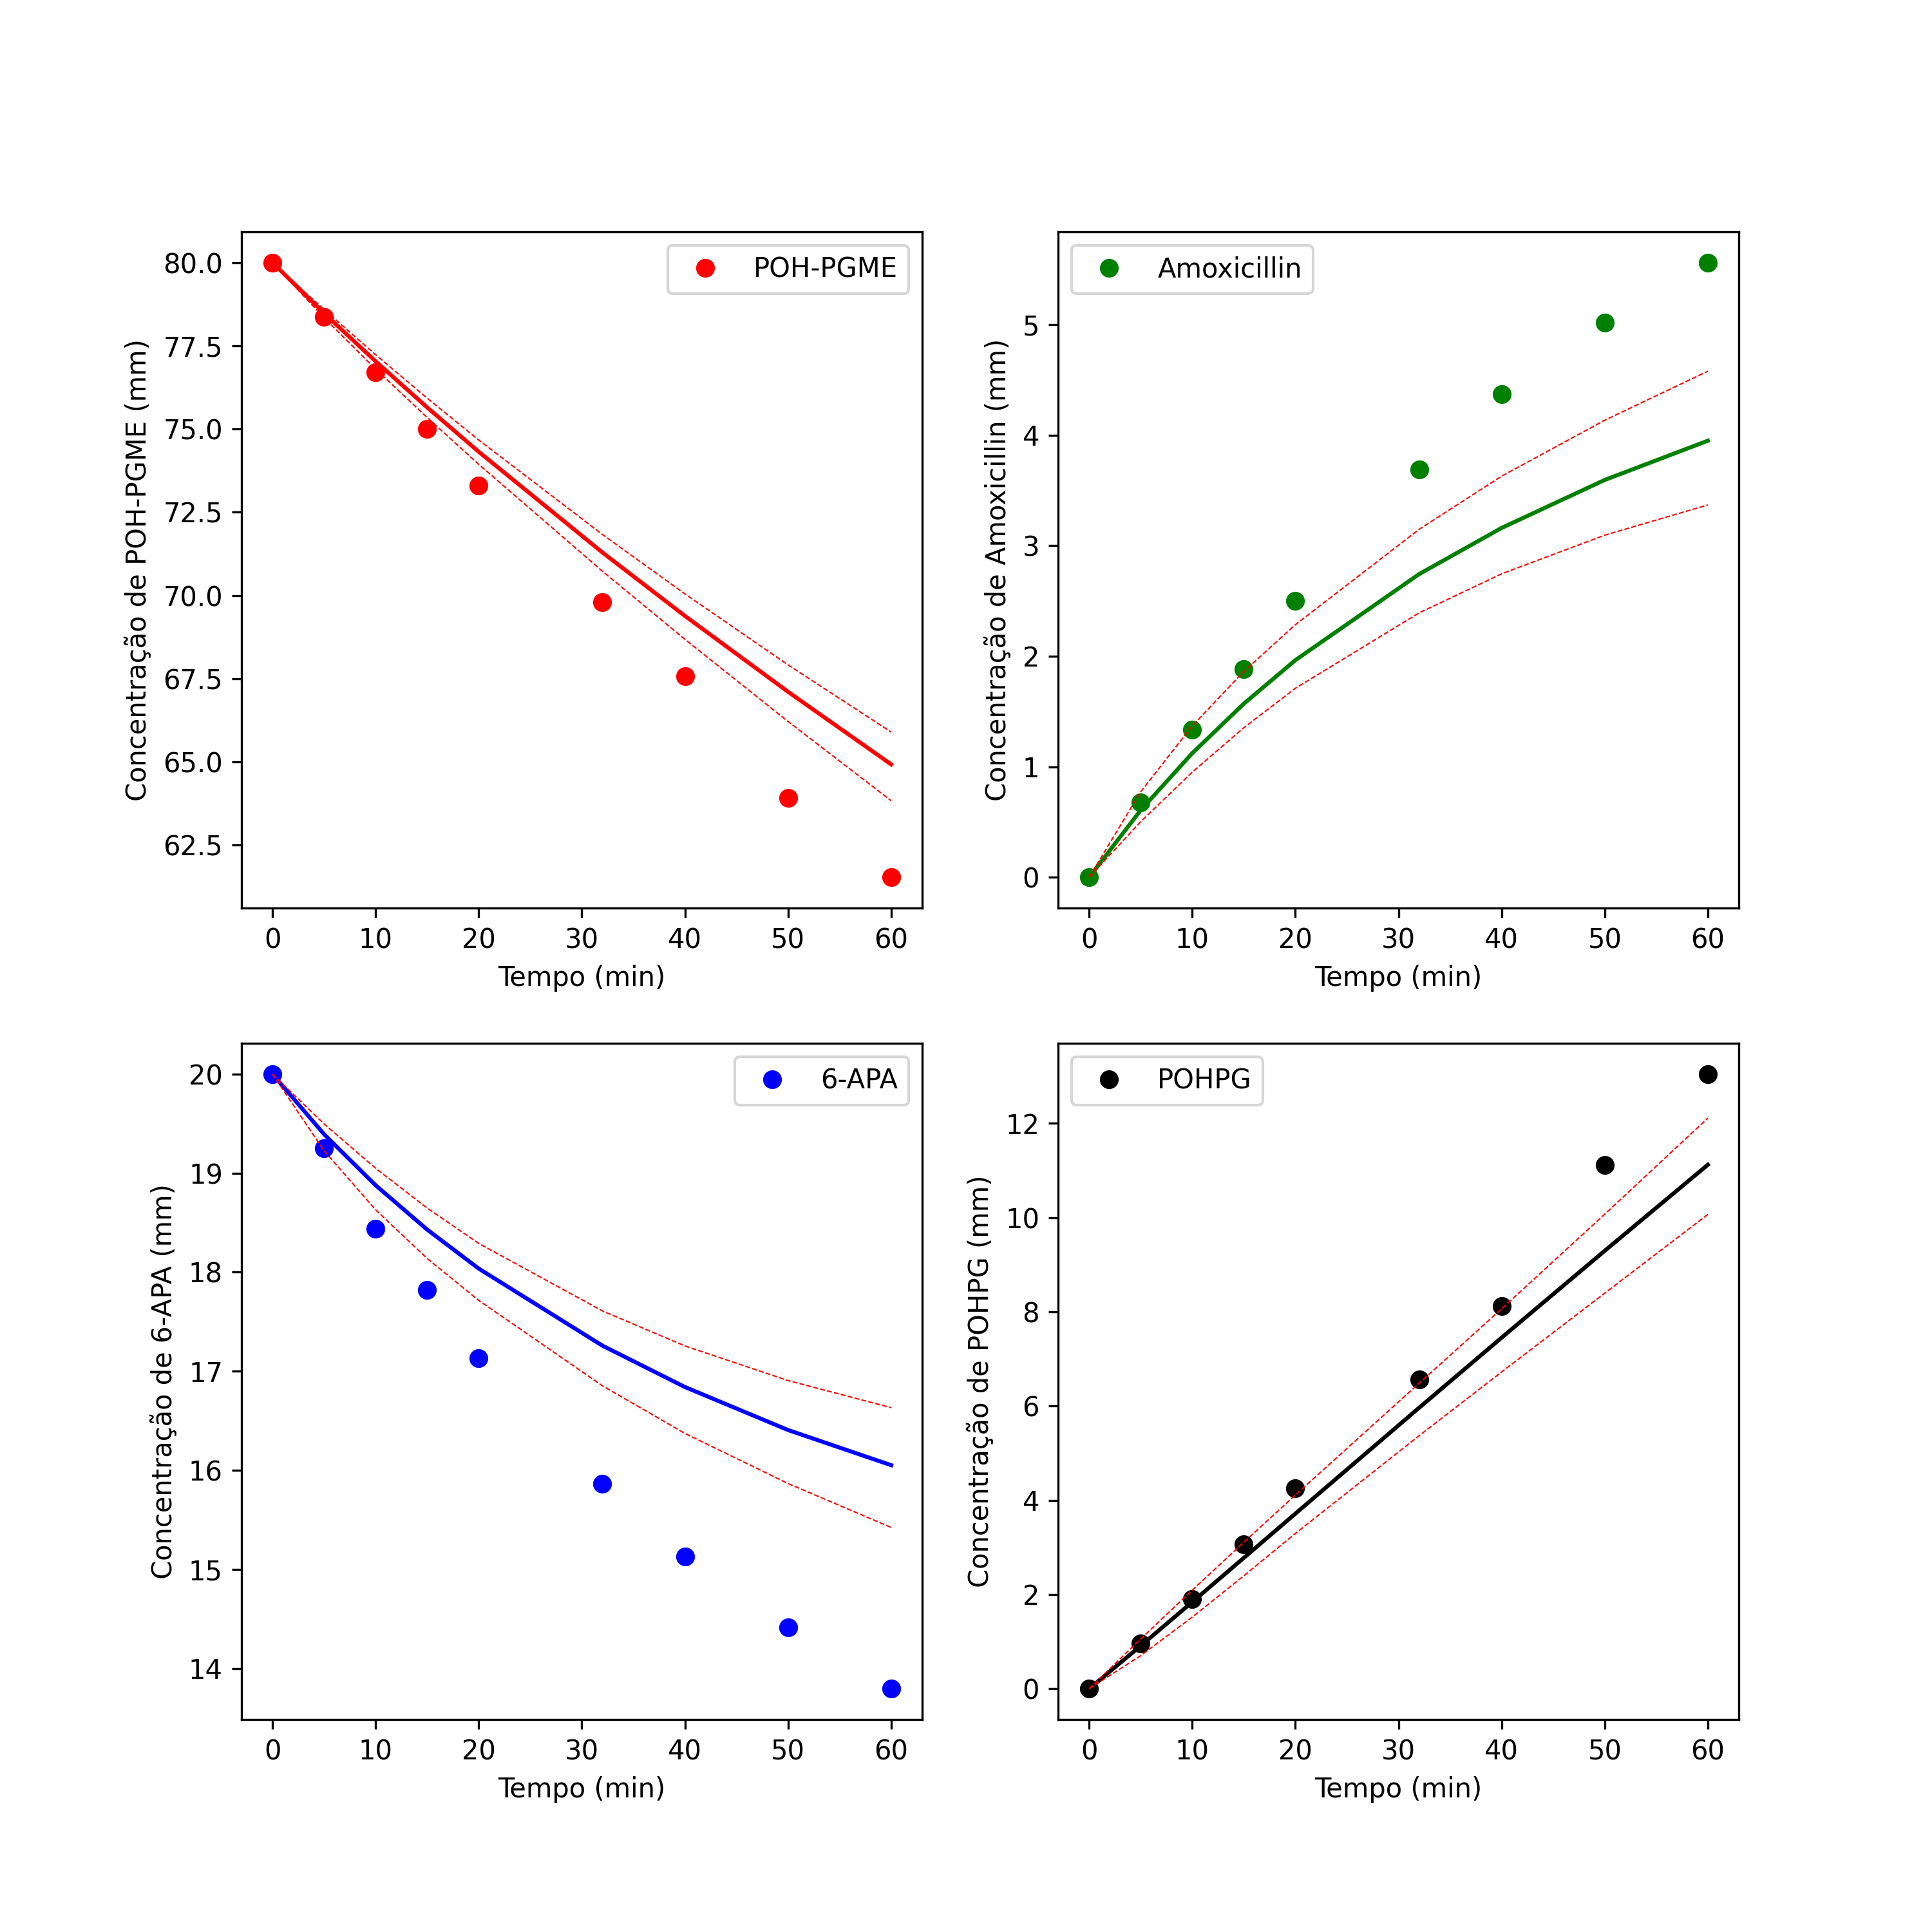 POH-PGME
Concentração de POH-PGME (mm)
80.0
77.5
75.0
72.5
70.0
67.5
65.0
62.5
0 10 20 30 40 50 60
Tempo (min)
Amoxicillin
Concentração de Amoxicillin (mm)
5
4
3
2
1
0
0 10 20 30 40 50 60
Tempo (min)
6-APA
Concentração de 6-APA (mm)
20
19
18
17
16
15
14
0 10 20 30 40 50 60
Tempo (min)
POHPG
Concentração de POHPG (mm)
12
10
8
6
4
2
0
0 10 20 30 40 50 60
Tempo (min)